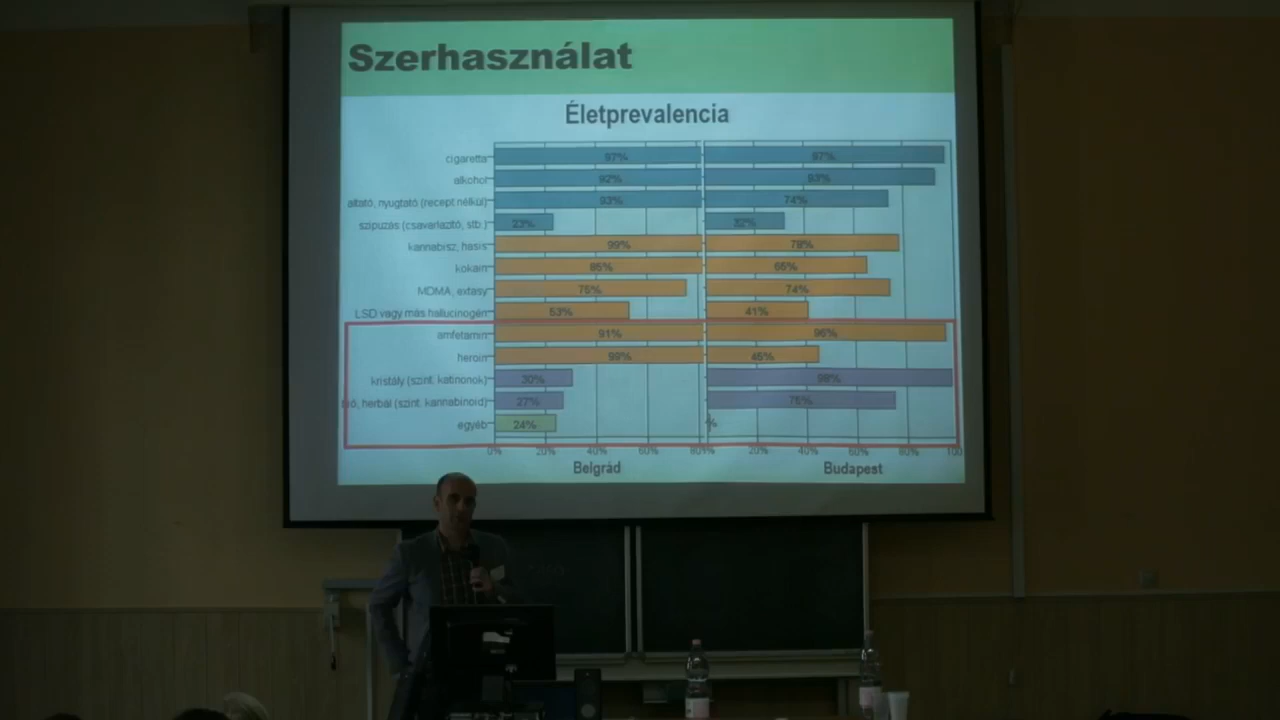 Szerhasználat
Életprevalencia
cigaretta 97% 97%
alkohol 92% 93%
altató, nyugtató (recept nélkül) 93% 74%
szipuzás (csavarlazító, stb.) 23% 32%
kannabisz, hasis 99% 78%
kokain 85% 65%
MDMA, extasy 75% 74%
LSD vagy más hallucinogén 53% 41%
amfetamin 91% 96%
heroin 99% 45%
kristály (szint. katinonok) 30% 99%
herbál (szint. kannabinoid) 27% 76%
egyéb 24% %
0% 20% 40% 60% 80% 20% 40% 60% 80% 100
Belgrád Budapest